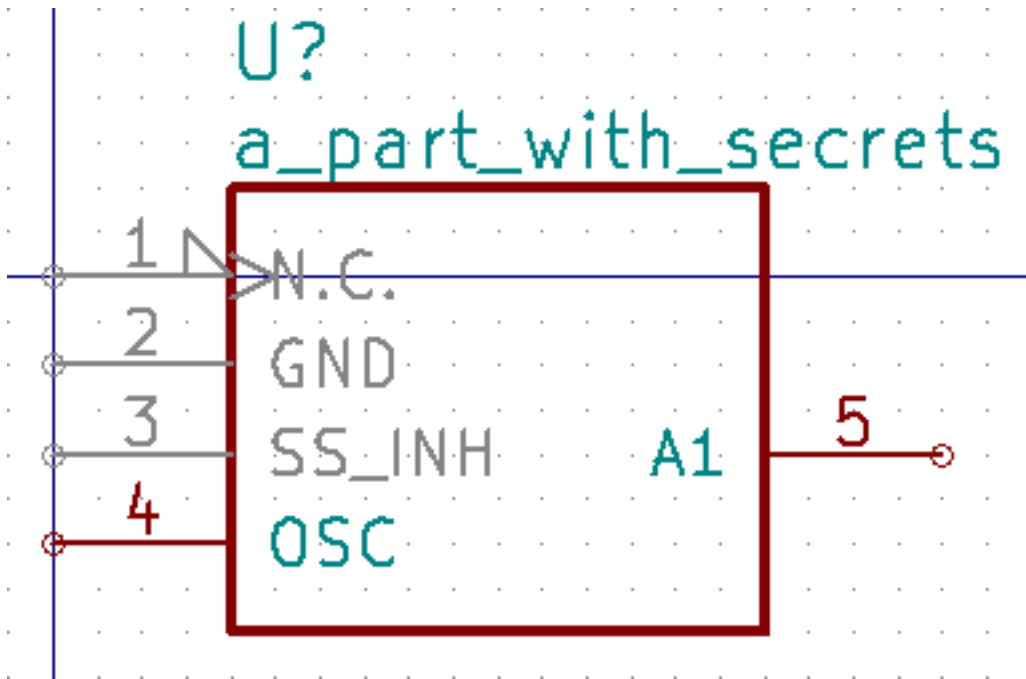 U?
a_part_with_secrets
1 N.C.
2 GND
3 SS_INH A1 5
4 OSC